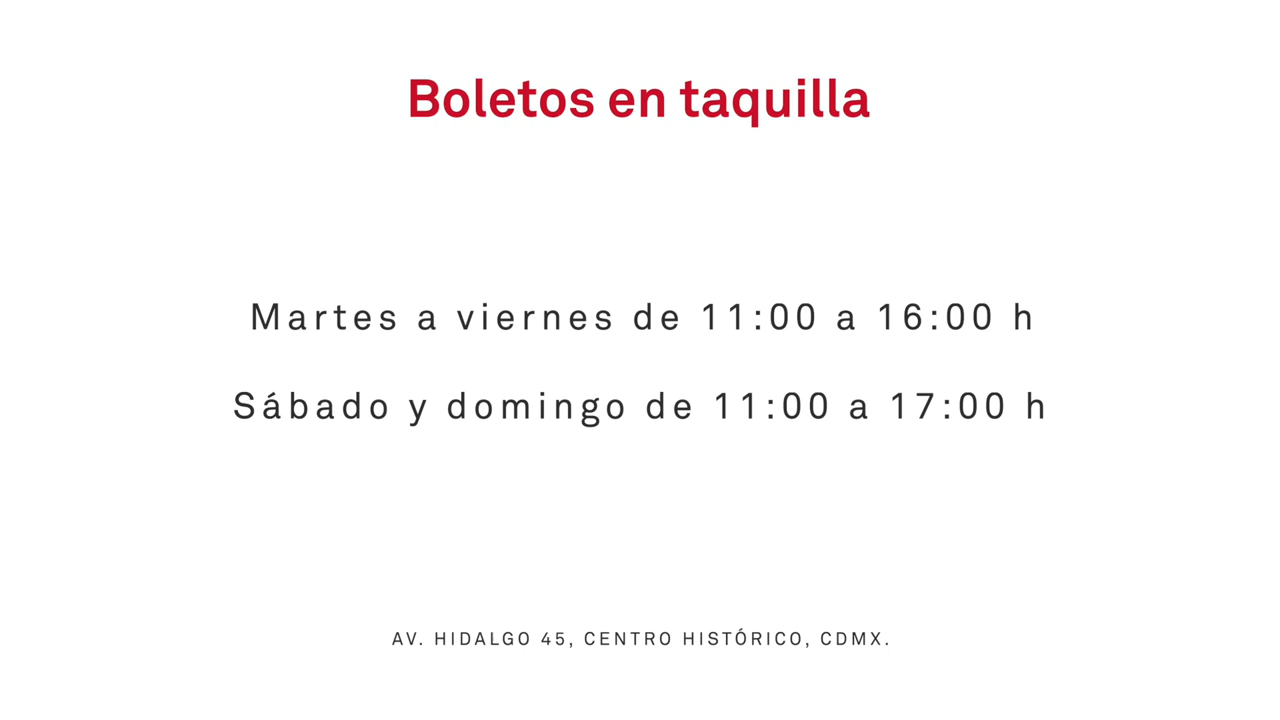 Boletos en taquilla
Martes a viernes de 11:00 a 16:00 h
Sábado y domingo de 11:00 a 17:00 h
AV. HIDALGO 45, CENTRO HISTÓRICO, CDMX.